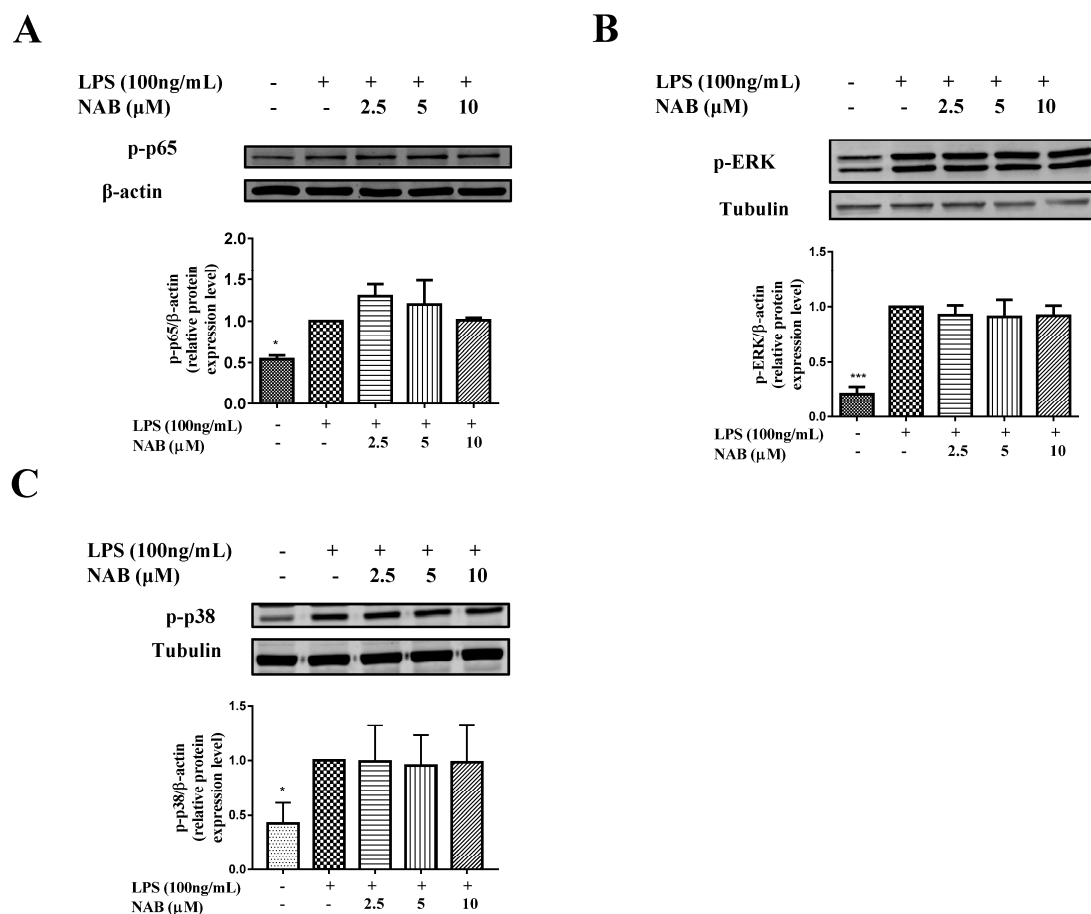 A
LPS (100ng/mL) - + + + +
NAB (μM) - - 2.5 5 10
p-p65
β-actin
2.0
1.5
1.0
0.5
0.0
p-p65/β-actin
(relative protein
expression level)
*
LPS (100ng/mL) - + + + +
NAB (μM) - - 2.5 5 10
B
LPS (100ng/mL) - + + + +
NAB (μM) - - 2.5 5 10
p-ERK
Tubulin
1.5
1.0
0.5
0.0
p-ERK/β-actin
(relative protein
expression level)
***
LPS (100ng/mL) - + + + +
NAB (μM) - - 2.5 5 10
C
LPS (100ng/mL) - + + + +
NAB (μM) - - 2.5 5 10
p-p38
Tubulin
1.5
1.0
0.5
0.0
p-p38/β-actin
(relative protein
expression level)
*
LPS (100ng/mL) - + + + +
NAB (μM) - - 2.5 5 10